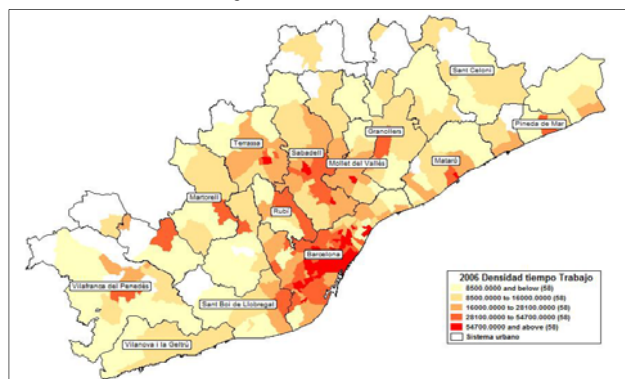 Sant Celoni
Pineda de Mar
Granollers
Terrassa
Sabadell
Mollet del Vallès
Mataró
Martorell
Rubí
Barcelona
Vilafranca del Penedès
Sant Boi de Llobregat
Vilanova i la Geltrú
2006 Densidad tiempo Trabajo
8500.0000 and below (58)
8500.0000 to 16000.0000 (58)
16000.0000 to 28100.0000 (58)
28100.0000 to 54700.0000 (58)
54700.0000 and above (58)
Sistema urbano